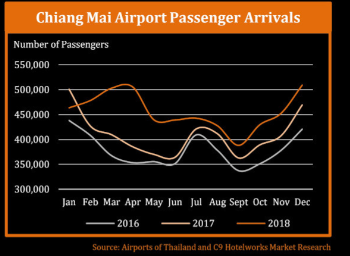 Chiang Mai Airport Passenger Arrivals
Number of Passengers
550,000
500,000
450,000
400,000
350,000
300,000
Jan Feb Mar Apr May Jun Jul Aug Sept Oct Nov Dec
2016 2017 2018
Source: Airports of Thailand and C9 Hotelworks Market Research